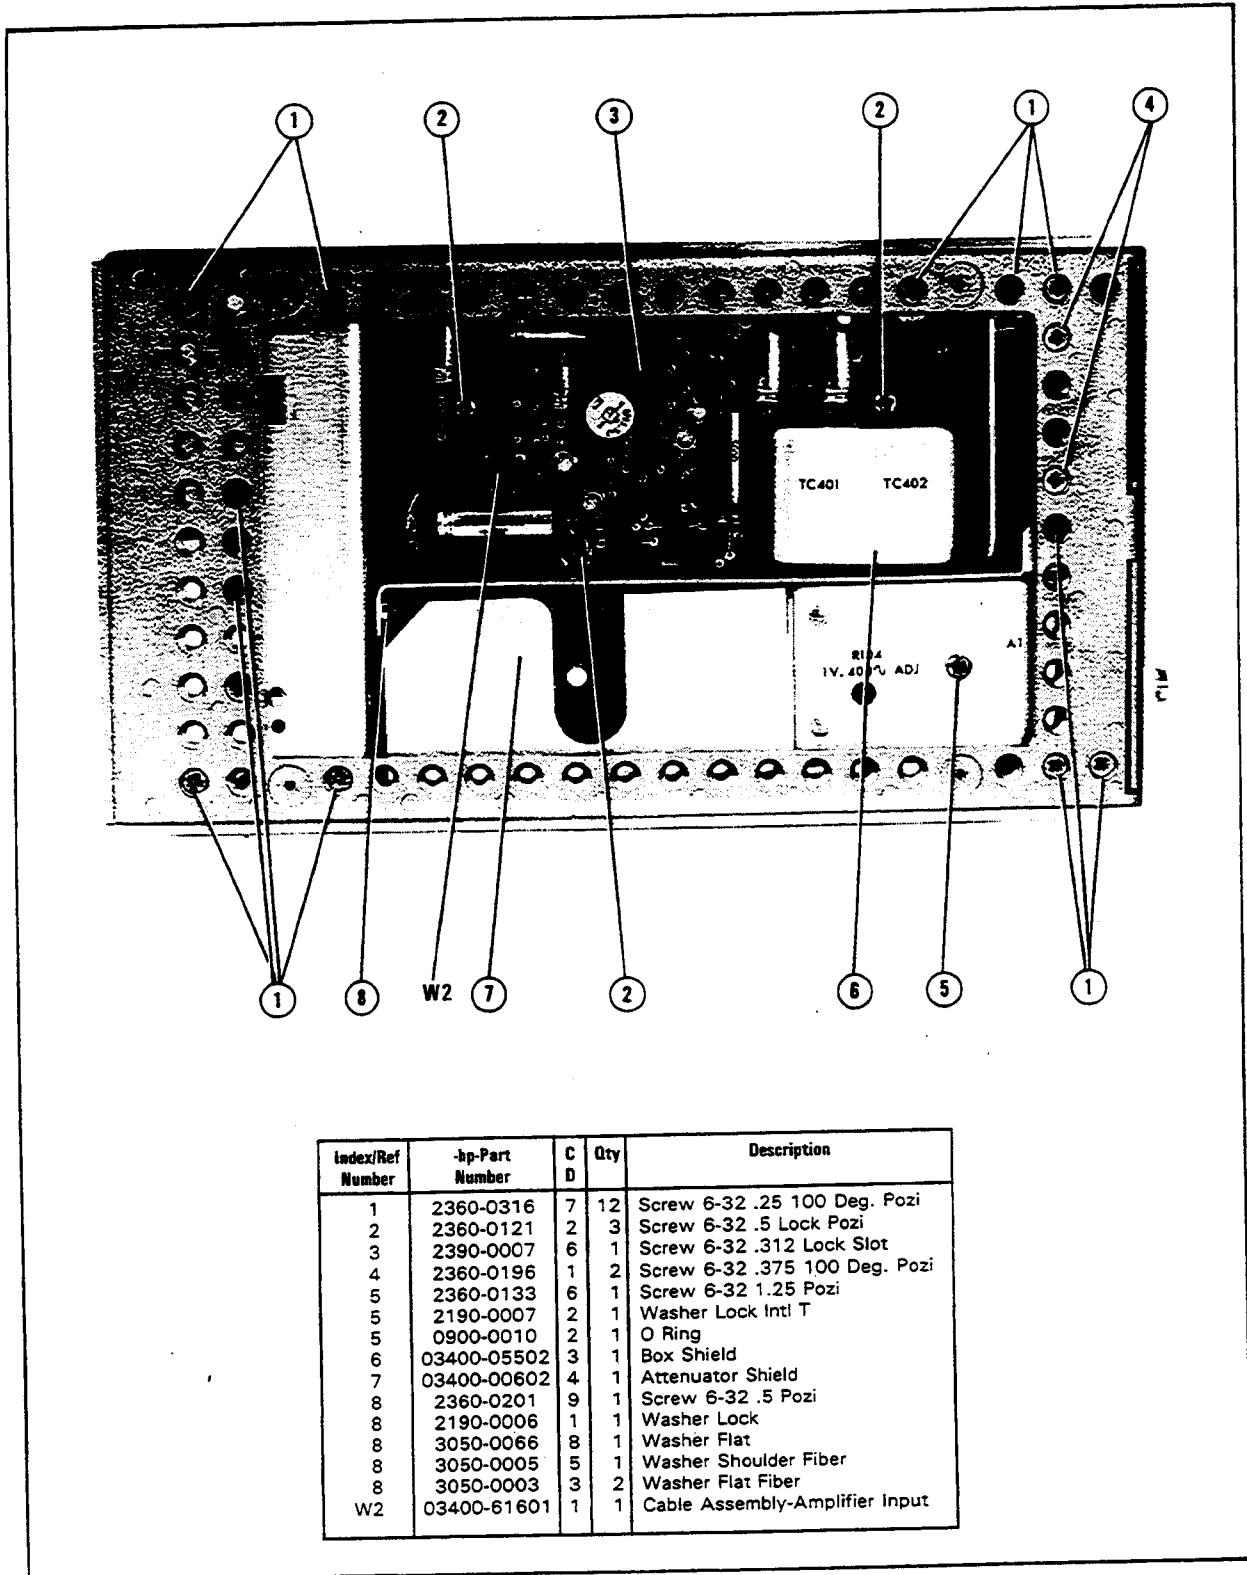 1 2 3 2 1 4
TC401 TC402
1V. 400∿ ADJ
1 8 W2 7 2 6 5 1
Index/Ref Number -hp-Part Number C D Qty Description
1 2360-0316 7 12 Screw 6-32 .25 100 Deg. Pozi
2 2360-0121 2 3 Screw 6-32 .5 Lock Pozi
3 2390-0007 6 1 Screw 6-32 .312 Lock Slot
4 2360-0196 1 2 Screw 6-32 .375 100 Deg. Pozi
5 2360-0133 6 1 Screw 6-32 1.25 Pozi
5 2190-0007 2 1 Washer Lock Intl T
5 0900-0010 2 1 O Ring
6 03400-05502 3 1 Box Shield
7 03400-00602 4 1 Attenuator Shield
8 2360-0201 9 1 Screw 6-32 .5 Pozi
8 2190-0006 1 1 Washer Lock
8 3050-0066 8 1 Washer Flat
8 3050-0005 5 1 Washer Shoulder Fiber
8 3050-0003 3 2 Washer Flat Fiber
W2 03400-61601 1 1 Cable Assembly-Amplifier Input